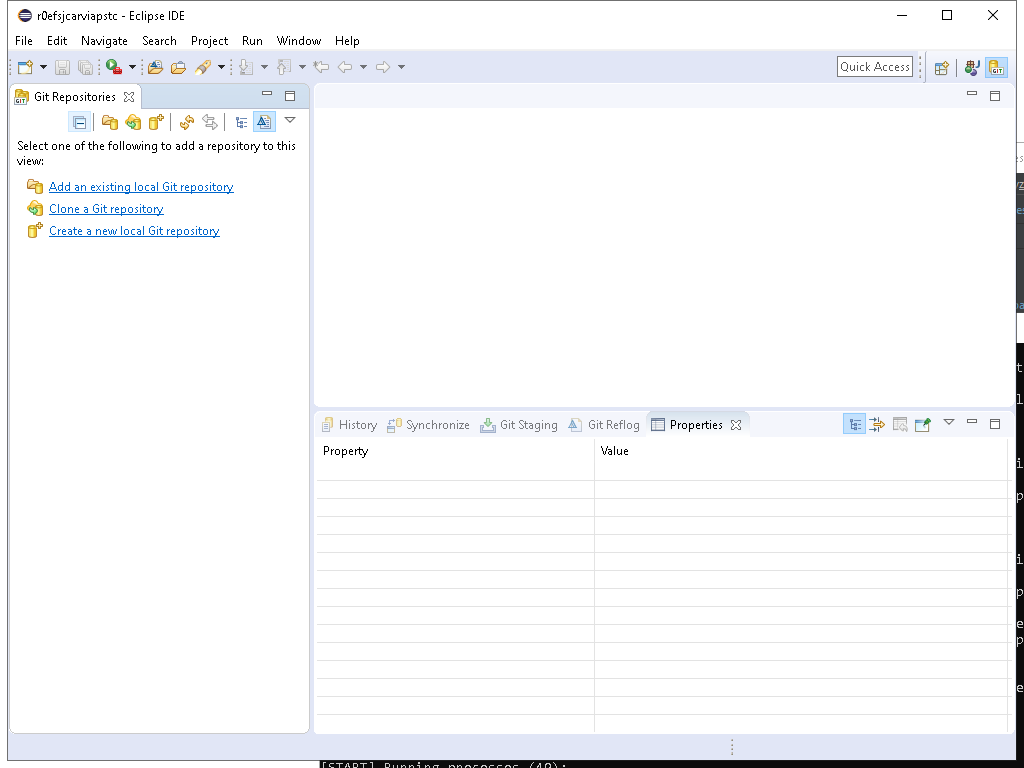 r0efsjcarviapstc - Eclipse IDE
File Edit Navigate Search Project Run Window Help
Quick Access
GIT
GIT Git Repositories
Select one of the following to add a repository to this
view:
Add an existing local Git repository
Clone a Git repository
Create a new local Git repository
History Synchronize Git Staging Git Reflog Properties
Property Value
[START] Running processes (49):